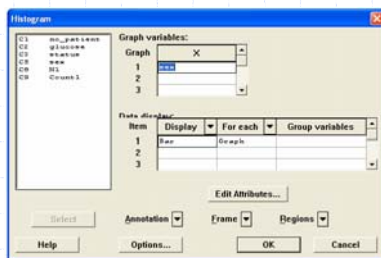 Histogram
C1 no_patient
C2 glucose
C3 status
C5 sex
C8 N1
C9 Count1
Graph variables:
Graph X
1 sex
2
3
Data display:
Item Display For each Group variables
1 Bar Graph
2
3
Edit Attributes...
Select Annotation Frame Regions
Help Options... OK Cancel